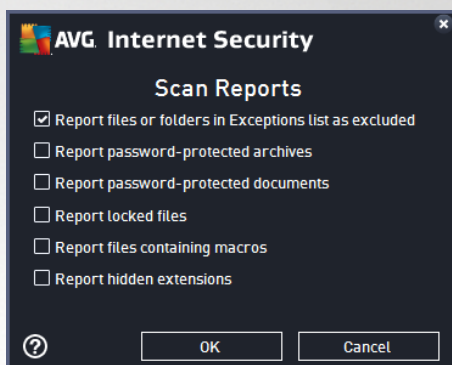 AVG. Internet Security
Scan Reports
Report files or folders in Exceptions list as excluded
Report password-protected archives
Report password-protected documents
Report locked files
Report files containing macros
Report hidden extensions
? OK Cancel